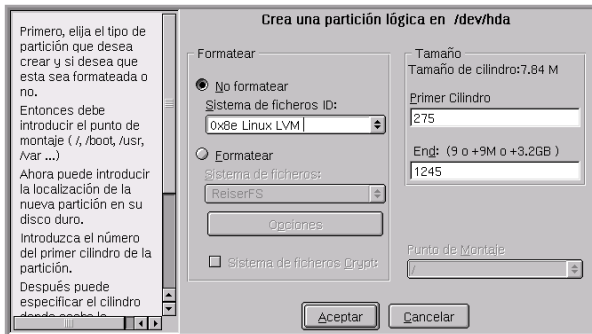 Crea una partición lógica en /dev/hda
Primero, elija el tipo de
partición que desea
crear y si desea que
esta sea formateada o
no.
Entonces debe
introducir el punto de
montaje ( /, /boot, /usr,
/var ...)
Ahora puede introducir
la localización de la
nueva partición en su
disco duro.
Introduzca el número
del primer cilindro de la
partición.
Después puede
especificar el cilindro
donde acaba la
Formatear
No formatear
Sistema de ficheros ID:
0x8e Linux LVM
Formatear
Sistema de ficheros:
ReiserFS
Opciones
Sistema de ficheros Crypt:
Tamaño
Tamaño de cilindro:7.84 M
Primer Cilindro
275
End: (9 o +9M o +3.2GB )
1245
Punto de Montaje
/
Aceptar
Cancelar